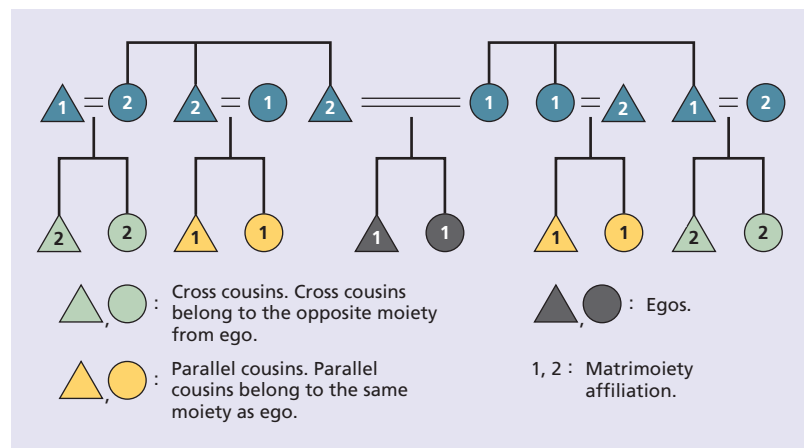 1 = 2 2 = 1 2 = 1 1 = 2 1 = 2
2 2 1 1 1 1 1 1 2 2
, : Cross cousins. Cross cousins
belong to the opposite moiety
from ego.
, : Parallel cousins. Parallel
cousins belong to the same
moiety as ego.
, : Egos.
1, 2 : Matrimoiety
affiliation.